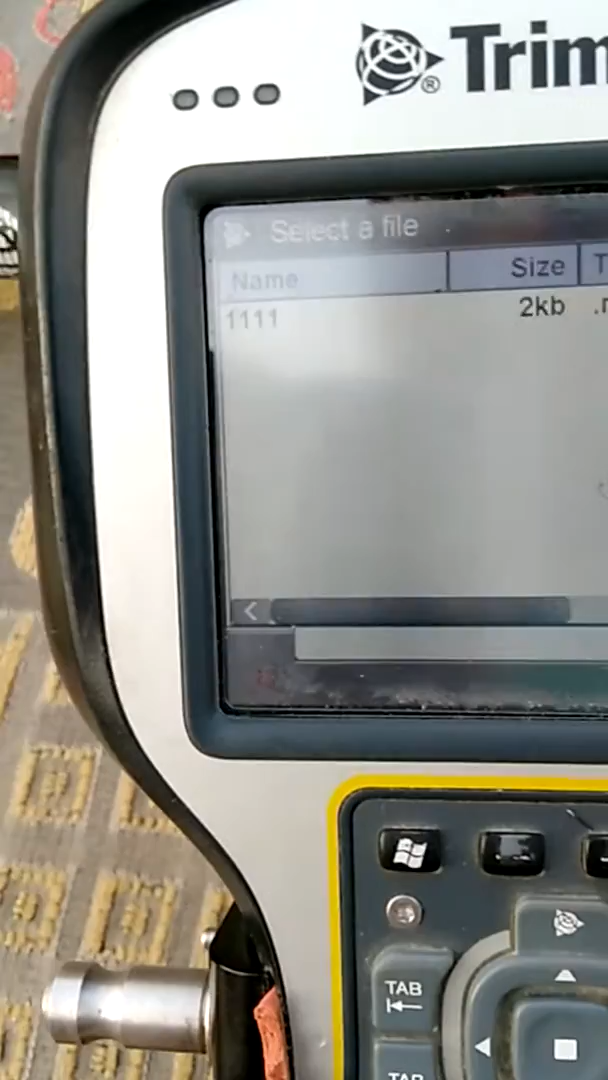 Trim
Select a file
Name Size T
1111 2kb
TAB
TAB